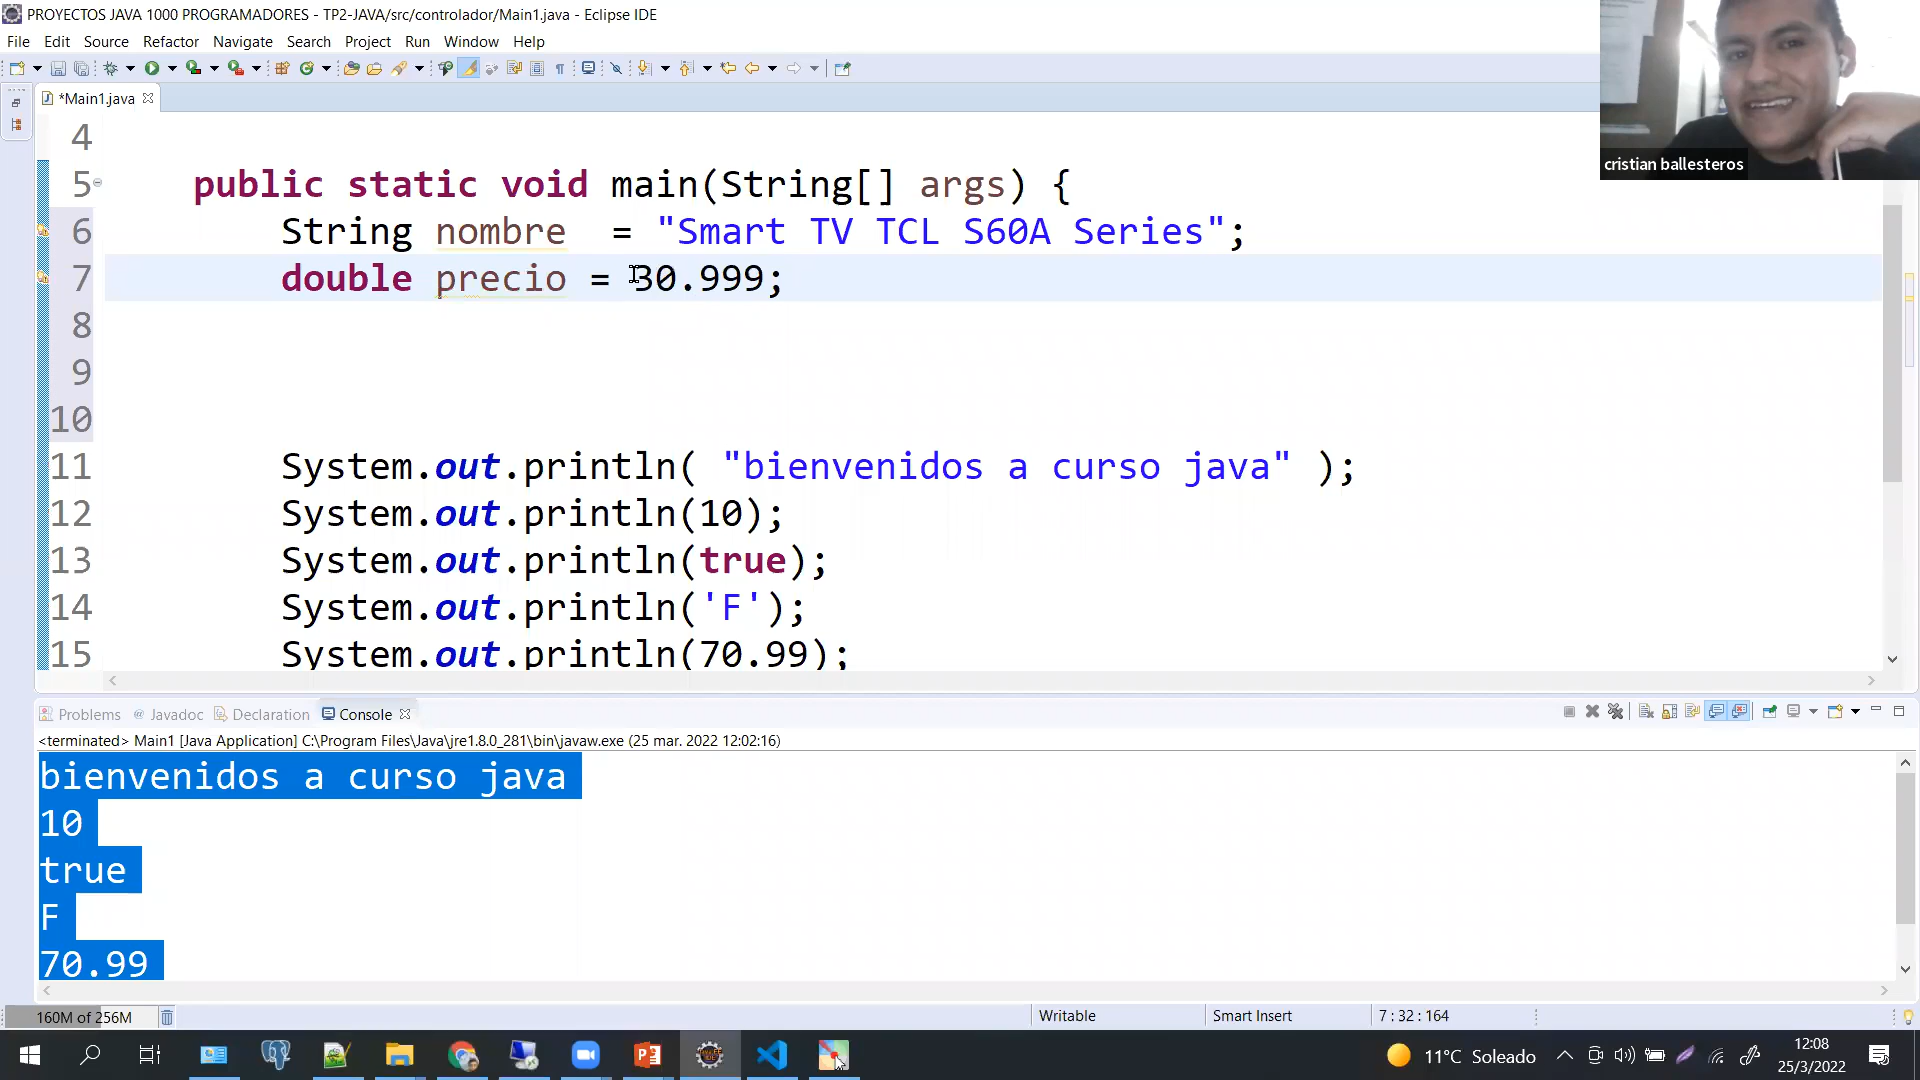 PROYECTOS JAVA 1000 PROGRAMADORES - TP2-JAVA/src/controlador/Main1.java - Eclipse IDE
File Edit Source Refactor Navigate Search Project Run Window Help
cristian ballesteros
*Main1.java
4
5 public static void main(String[] args) {
6 String nombre = "Smart TV TCL S60A Series";
7 double precio = 30.999;
8
9
10
11 System.out.println( "bienvenidos a curso java" );
12 System.out.println(10);
13 System.out.println(true);
14 System.out.println('F');
15 System.out.println(70.99);
Problems @ Javadoc Declaration Console
<terminated> Main1 [Java Application] C:\Program Files\Java\jre1.8.0_281\bin\javaw.exe (25 mar. 2022 12:02:16)
bienvenidos a curso java
10
true
F
70.99
160M of 256M Writable Smart Insert 7 : 32 : 164
11°C Soleado 12:08
25/3/2022